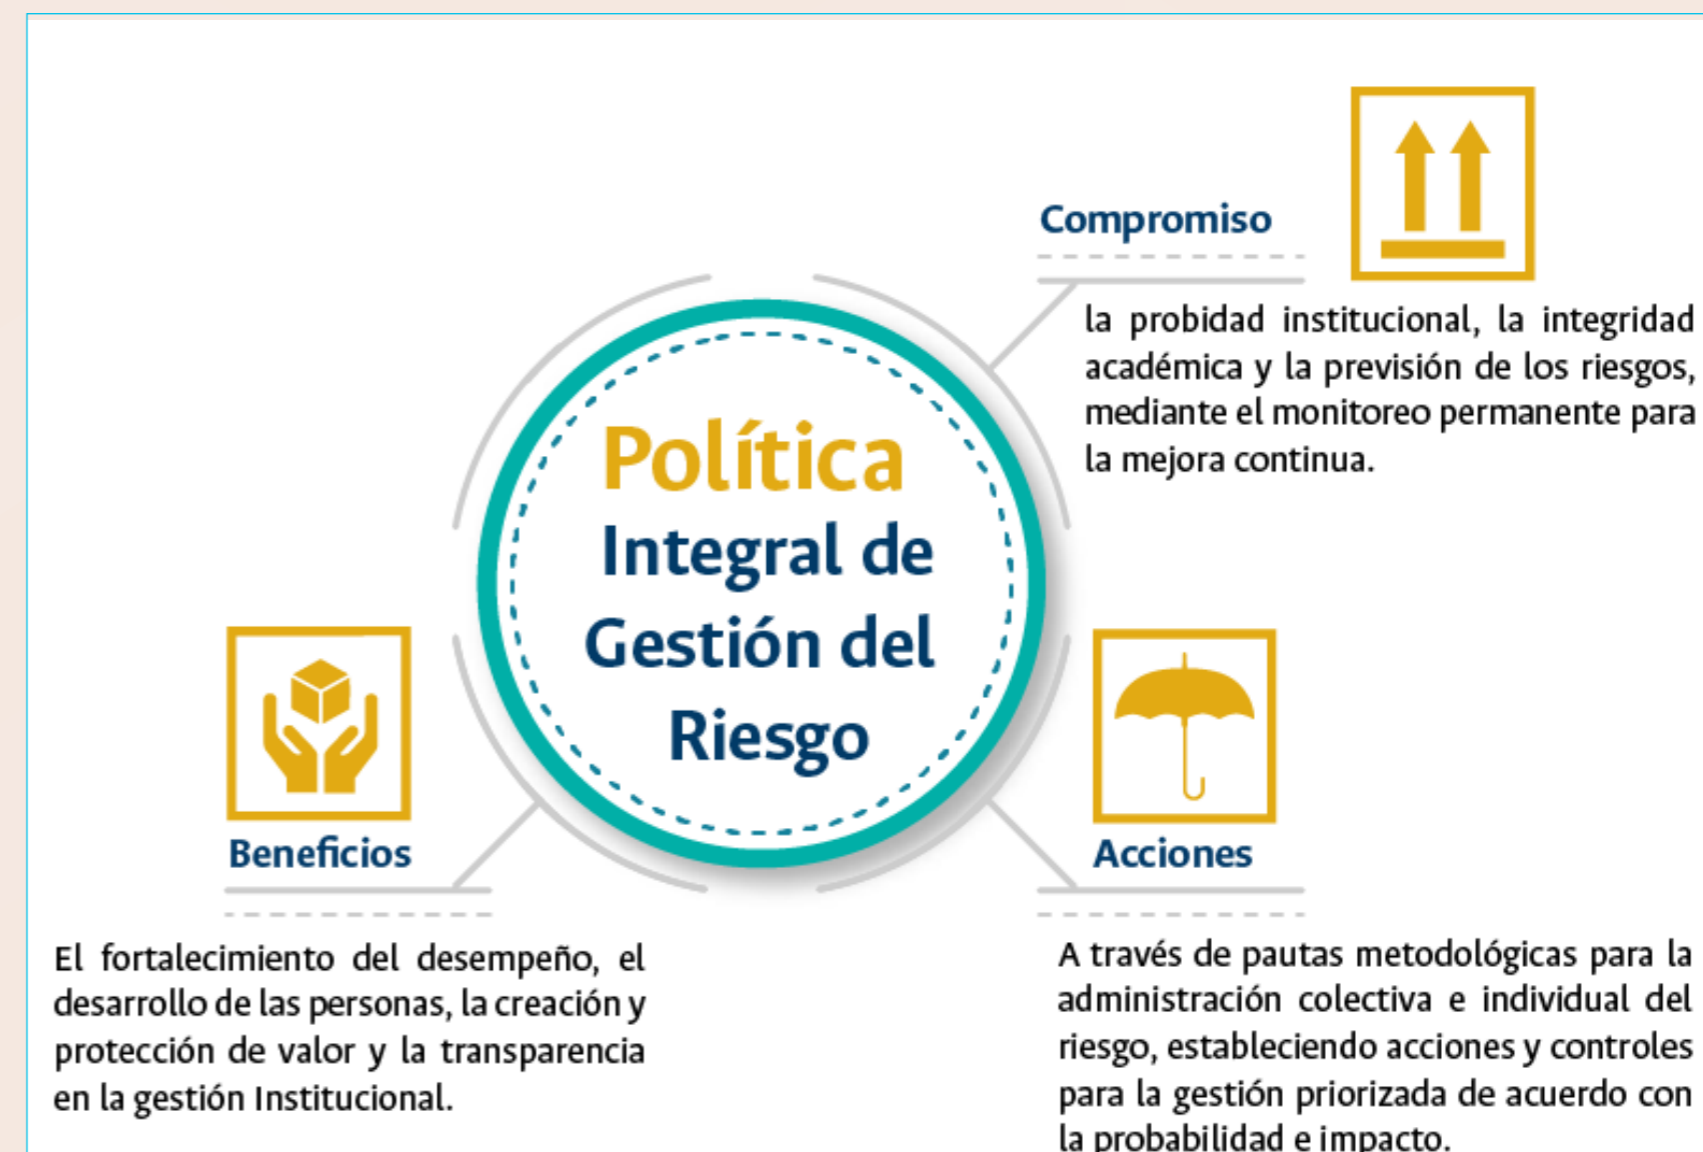 Compromiso
la probidad institucional, la integridad
académica y la previsión de los riesgos,
mediante el monitoreo permanente para
la mejora continua.
Política
Integral de
Gestión del
Riesgo
Beneficios
El fortalecimiento del desempeño, el
desarrollo de las personas, la creación y
protección de valor y la transparencia
en la gestión Institucional.
Acciones
A través de pautas metodológicas para la
administración colectiva e individual del
riesgo, estableciendo acciones y controles
para la gestión priorizada de acuerdo con
la probabilidad e impacto.